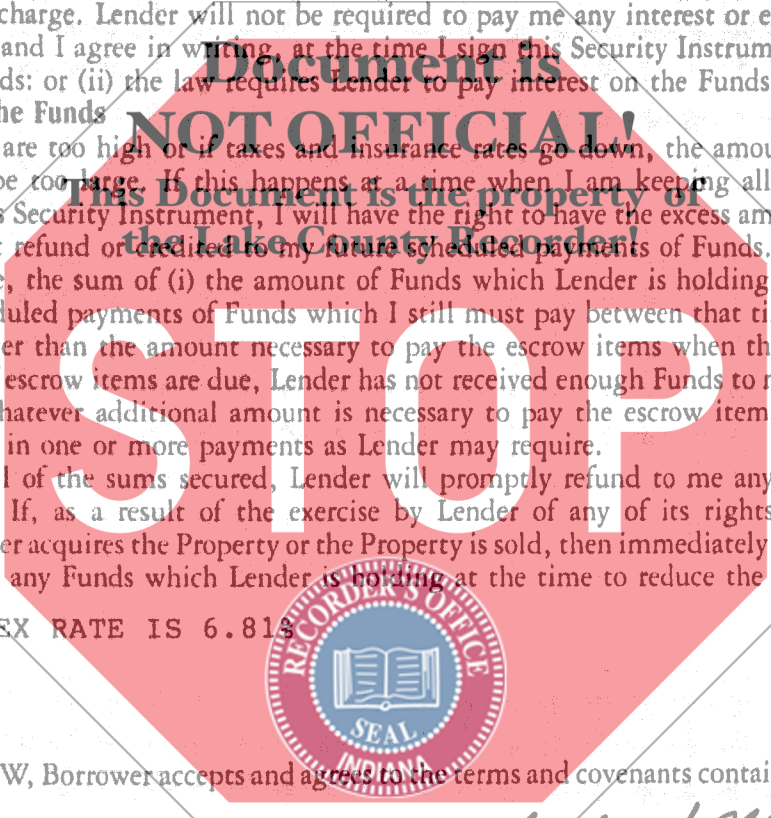 charge. Lender will not be required to pay me any interest or e
and I agree in writing, at the time I sign this Security Instrum
ds: or (ii) the law requires Lender to pay interest on the Funds
he Funds
are too high or if taxes and insurance rates go down, the amou
be too large. If this happens at a time when I am keeping all
s Security Instrument, I will have the right to have the excess am
refund or credited to my future scheduled payments of Funds.
e, the sum of (i) the amount of Funds which Lender is holding
duled payments of Funds which I still must pay between that ti
er than the amount necessary to pay the escrow items when th
escrow items are due, Lender has not received enough Funds to
hatever additional amount is necessary to pay the escrow item
in one or more payments as Lender may require.
l of the sums secured, Lender will promptly refund to me any
If, as a result of the exercise by Lender of any of its rights
er acquires the Property or the Property is sold, then immediately
any Funds which Lender is holding at the time to reduce the
EX RATE IS 6.81%
W, Borrower accepts and agrees to the terms and covenants contai
Document is
NOT OFFICIAL!
This Document is the property of
the Lake County Recorder!
STOP
RECORDER'S OFFICE
SEAL
INDIANA